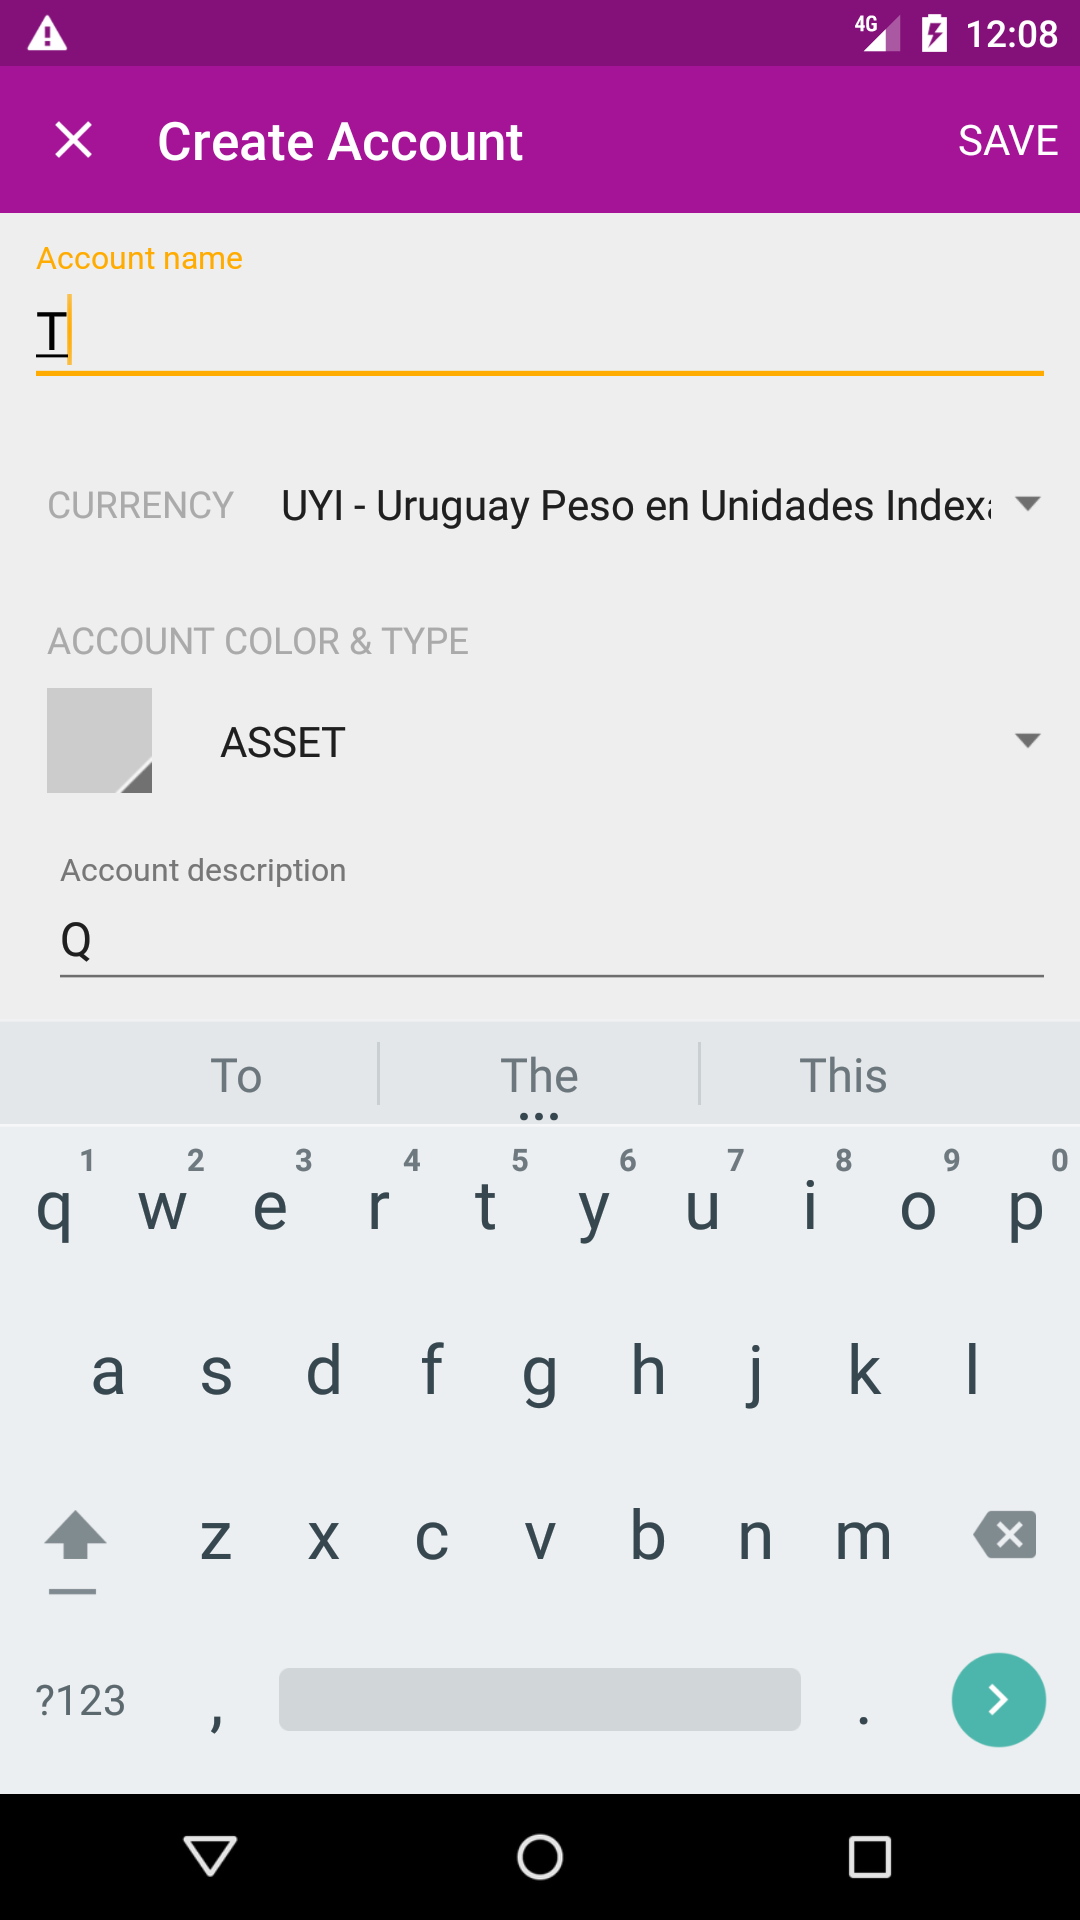 4G 12:08
Create Account SAVE
Account name
T
CURRENCY UYI - Uruguay Peso en Unidades Indexa
ACCOUNT COLOR & TYPE
ASSET
Account description
Q
To The This
1 2 3 4 5 6 7 8 9 0
q w e r t y u i o p
a s d f g h j k l
z x c v b n m
?123 , .